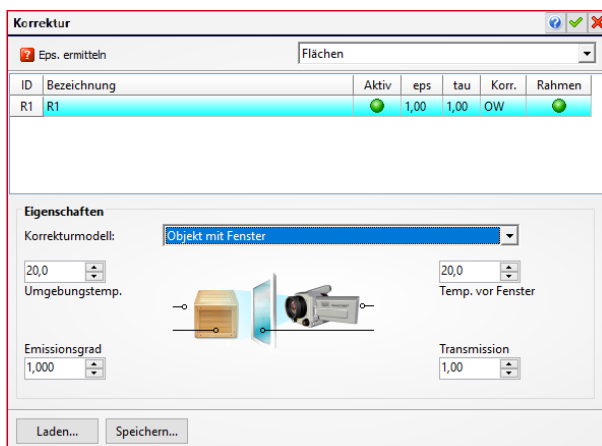 Korrektur
Eps. ermitteln Flächen
ID Bezeichnung Aktiv eps tau Korr. Rahmen
R1 R1 1,00 1,00 OW
Eigenschaften
Korrekturmodell: Objekt mit Fenster
20,0 20,0
Umgebungstemp. Temp. vor Fenster
Emissionsgrad Transmission
1,000 1,00
Laden... Speichern...